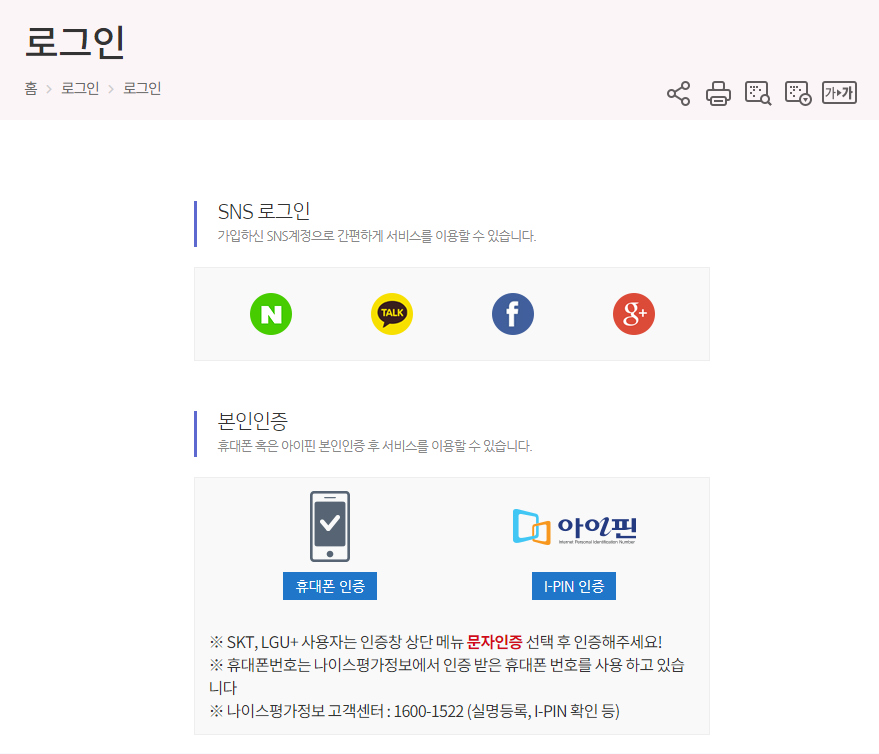 로그인
홈 > 로그인 > 로그인
가▸가
SNS 로그인
가입하신 SNS계정으로 간편하게 서비스를 이용할 수 있습니다.
N TALK f g+
본인인증
휴대폰 혹은 아이핀 본인인증 후 서비스를 이용할 수 있습니다.
아이핀
Internet Personal Identification Number
휴대폰 인증 I-PIN 인증
※ SKT, LGU+ 사용자는 인증창 상단 메뉴 문자인증 선택 후 인증해주세요!
※ 휴대폰번호는 나이스평가정보에서 인증 받은 휴대폰 번호를 사용 하고 있습
니다
※ 나이스평가정보 고객센터 : 1600-1522 (실명등록, I-PIN 확인 등)